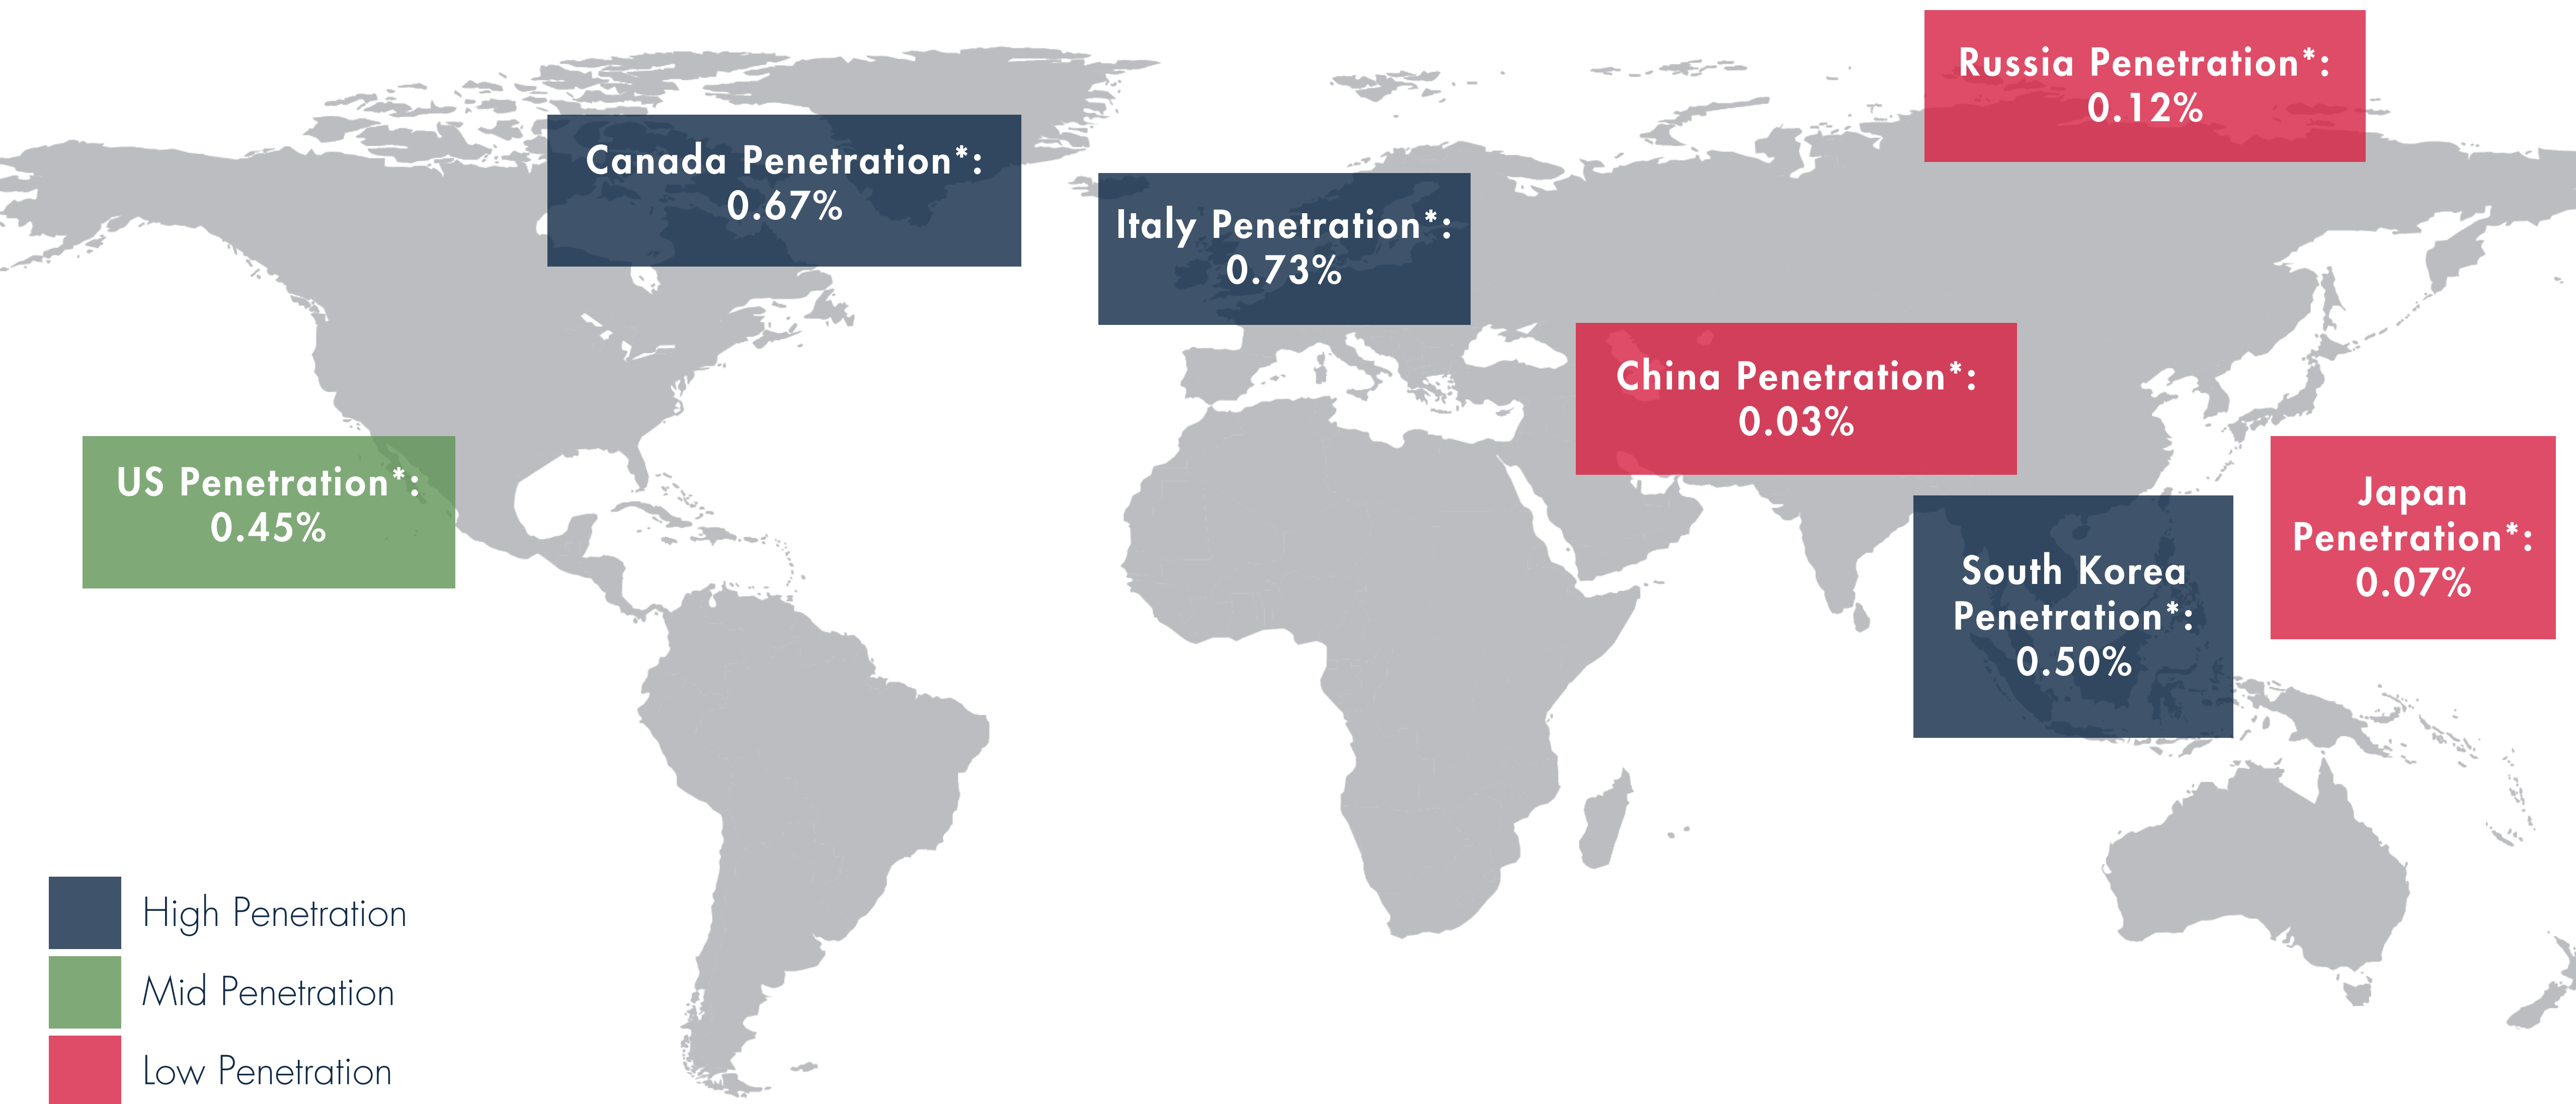 Russia Penetration*:
0.12%
Canada Penetration*:
0.67%
Italy Penetration*:
0.73%
China Penetration*:
0.03%
US Penetration*:
0.45%
Japan
Penetration*:
0.07%
South Korea
Penetration*:
0.50%
High Penetration
Mid Penetration
Low Penetration